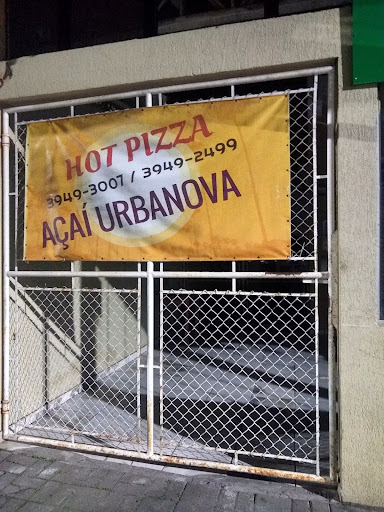 HOT PIZZA
3949-3007 / 3949-2499
AÇAÍ URBANOVA